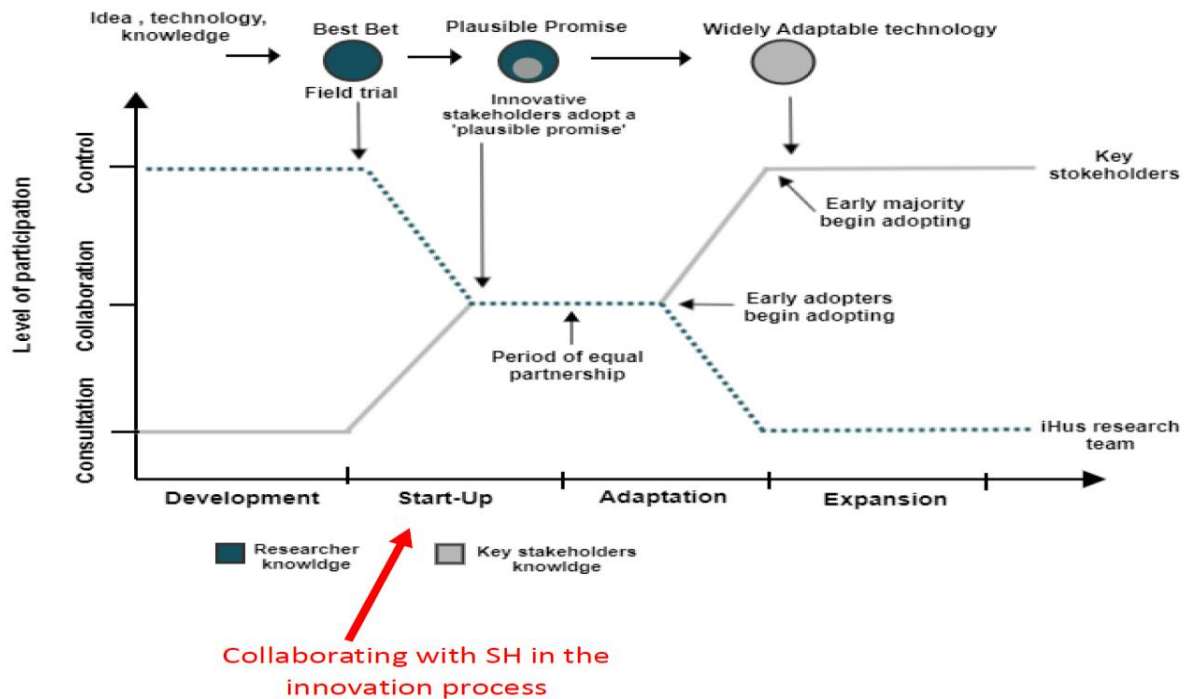 Idea , technology,
knowledge
Best Bet
Plausible Promise
Widely Adaptable technology
Field trial
Innovative
stakeholders adopt a
'plausible promise'
Level of participation
Control
Collaboration
Consultation
Key
stokeholders
Early majority
begin adopting
Early adopters
begin adopting
Period of equal
partnership
iHus research
team
Development
Start-Up
Adaptation
Expansion
Researcher
knowldge
Key stakeholders
knowldge
Collaborating with SH in the
innovation process